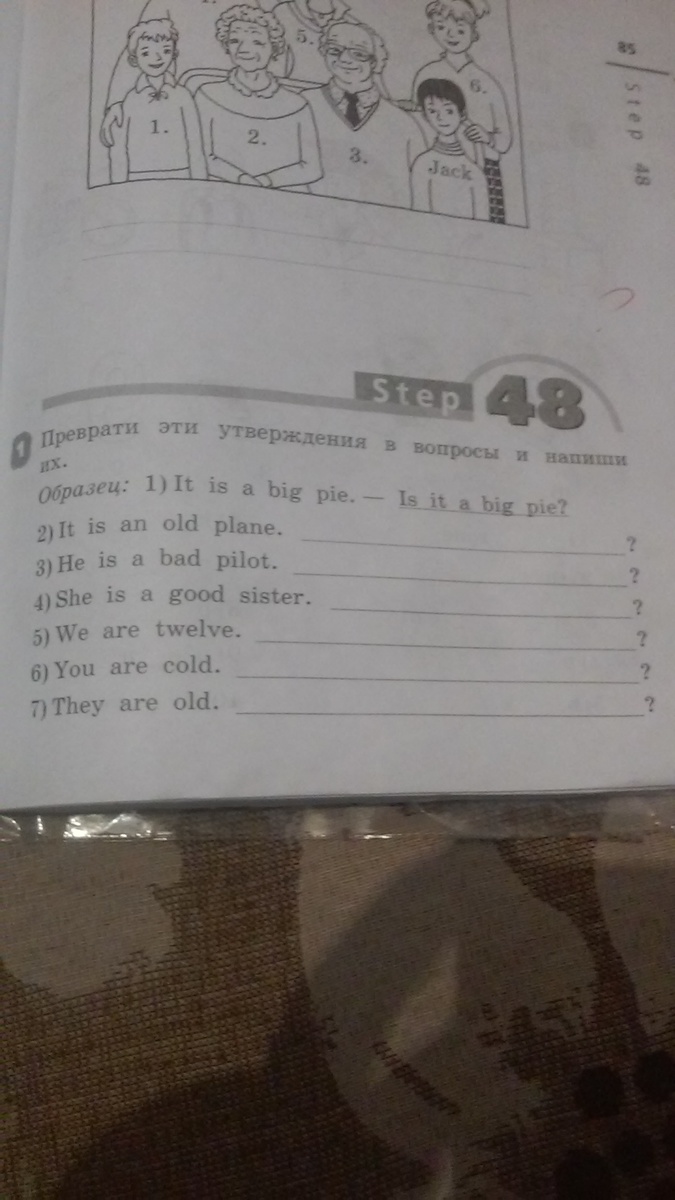 85
Step 48
5.
6.
1.
2.
3.
Jack
Step 48
1 Преврати эти утверждения в вопросы и напиши
их.
Образец: 1) It is a big pie. — Is it a big pie?
2) It is an old plane. ?
3) He is a bad pilot. ?
4) She is a good sister. ?
5) We are twelve. ?
6) You are cold. ?
7) They are old. ?